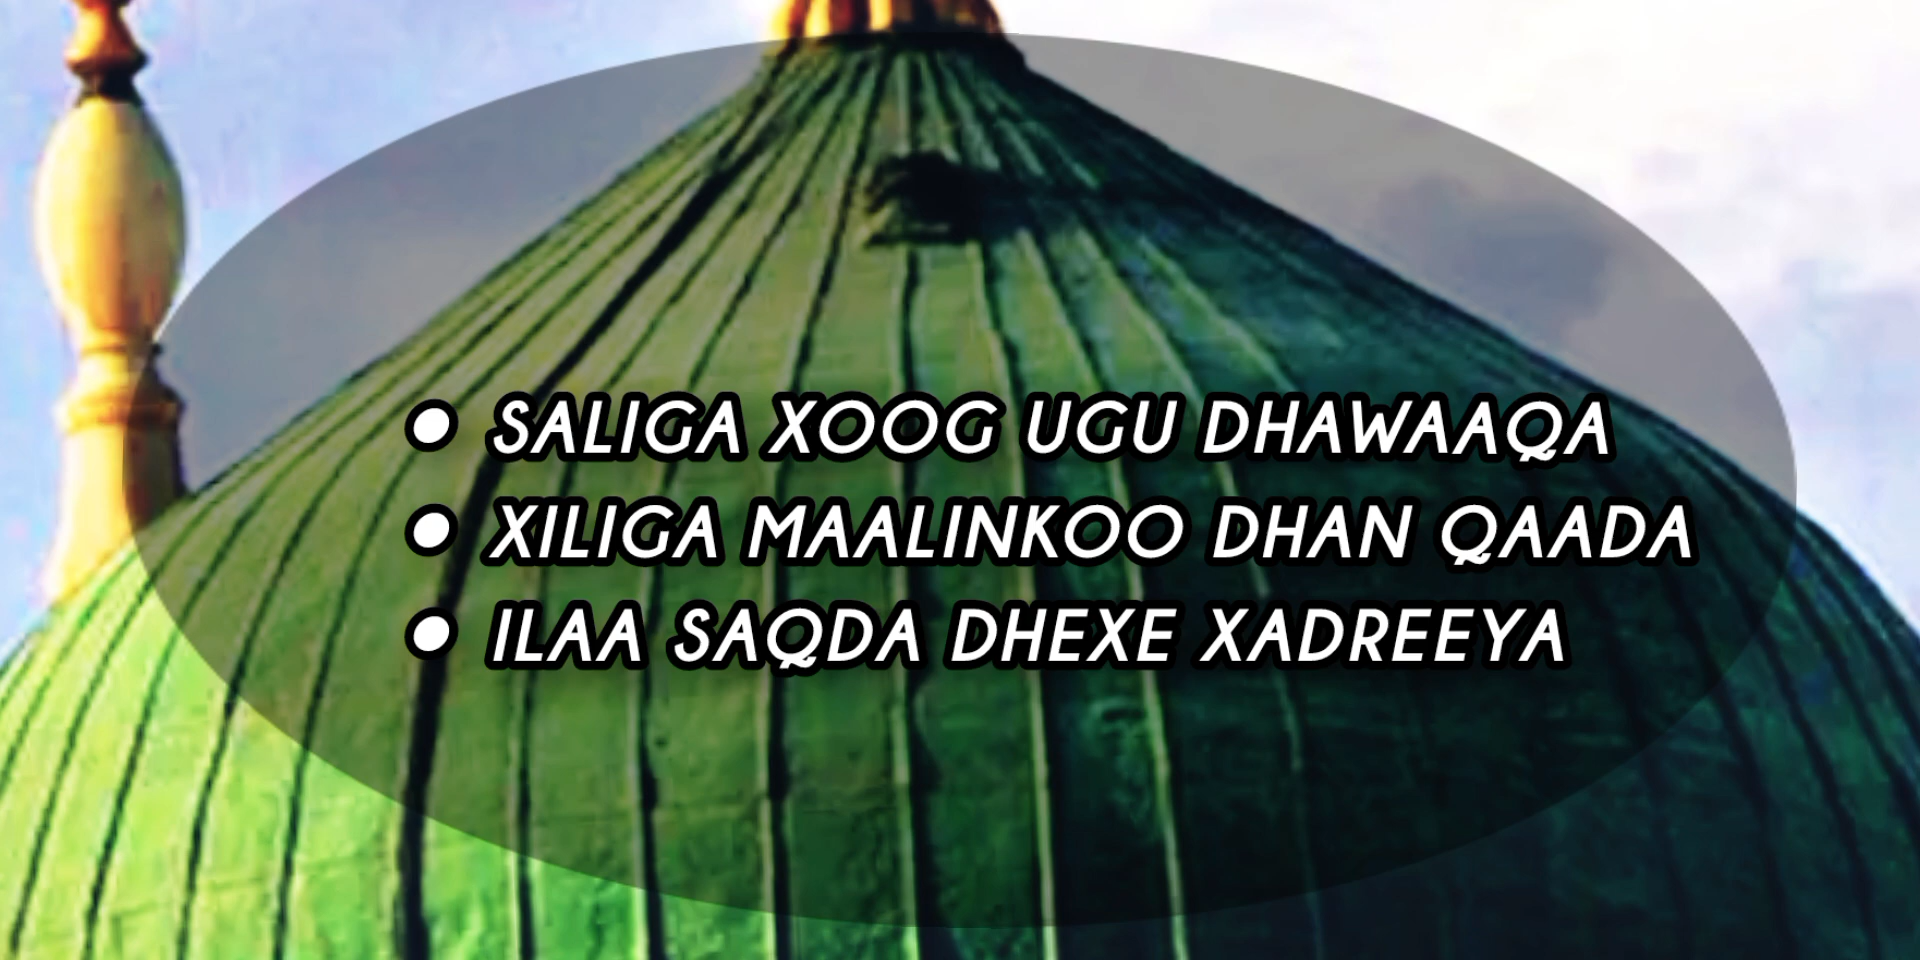 • SALIGA XOOG UGU DHAWAAQA
• XILIGA MAALINKOO DHAN QAADA
• ILAA SAQDA DHEXE XADREEYA